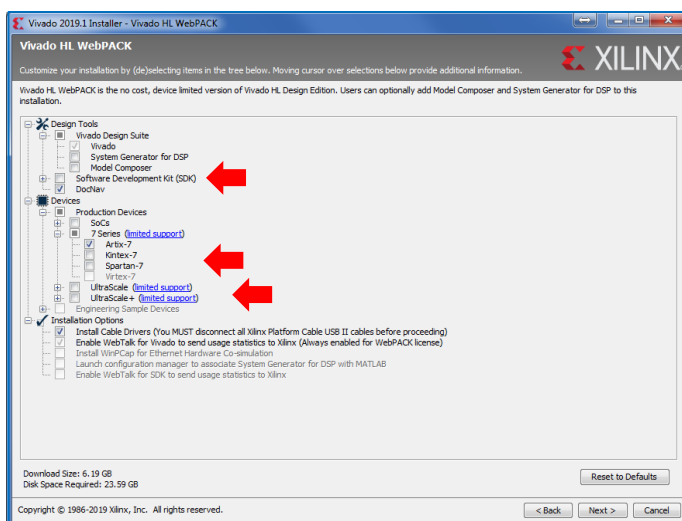 Vivado 2019.1 Installer - Vivado HL WebPACK
Vivado HL WebPACK
XILINX
Customize your installation by (de)selecting items in the tree below. Moving cursor over selections below provide additional information.
Vivado HL WebPACK is the no cost, device limited version of Vivado HL Design Edition. Users can optionally add Model Composer and System Generator for DSP to this
installation.
Design Tools
Vivado Design Suite
Vivado
System Generator for DSP
Model Composer
Software Development Kit (SDK)
DocNav
Devices
Production Devices
SoCs
7 Series (limited support)
Artix-7
Kintex-7
Spartan-7
Virtex-7
UltraScale (limited support)
UltraScale+ (limited support)
Engineering Sample Devices
Installation Options
Install Cable Drivers (You MUST disconnect all Xilinx Platform Cable USB II cables before proceeding)
Enable WebTalk for Vivado to send usage statistics to Xilinx (Always enabled for WebPACK license)
Install WinPCap for Ethernet Hardware Co-simulation
Launch configuration manager to associate System Generator for DSP with MATLAB
Enable WebTalk for SDK to send usage statistics to Xilinx
Download Size: 6.19 GB
Disk Space Required: 23.59 GB
Reset to Defaults
Copyright © 1986-2019 Xilinx, Inc. All rights reserved.
< Back Next > Cancel